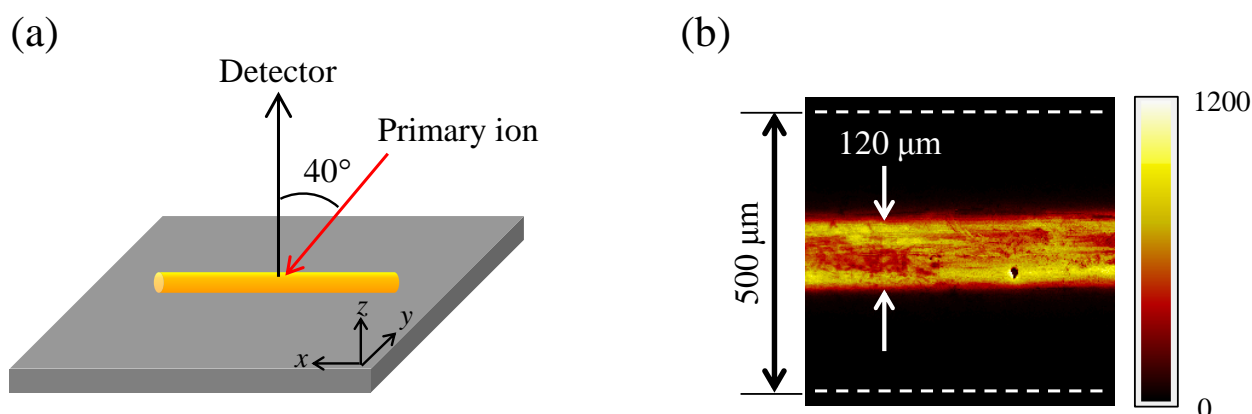 (a)
Detector
Primary ion
40°
z
y
x
(b)
1200
120 μm
500 μm
0